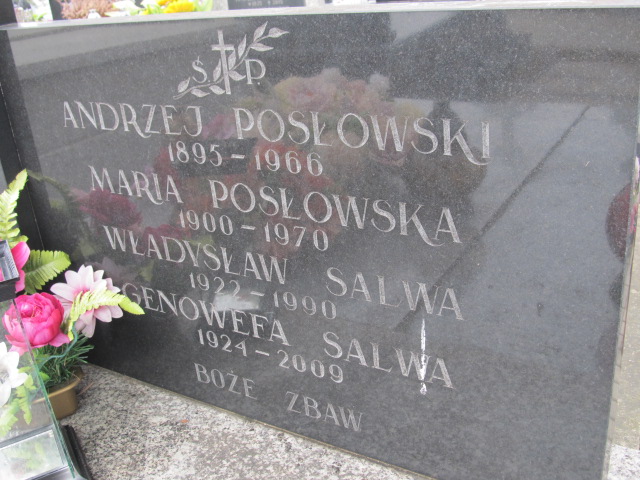 Ś P
ANDRZEJ POSŁOWSKI
1895-1966
MARIA POSŁOWSKA
1900-1970
WŁADYSŁAW SALWA
1922-1990
GENOWEFA SALWA
1924-2009
BOŻE ZBAW